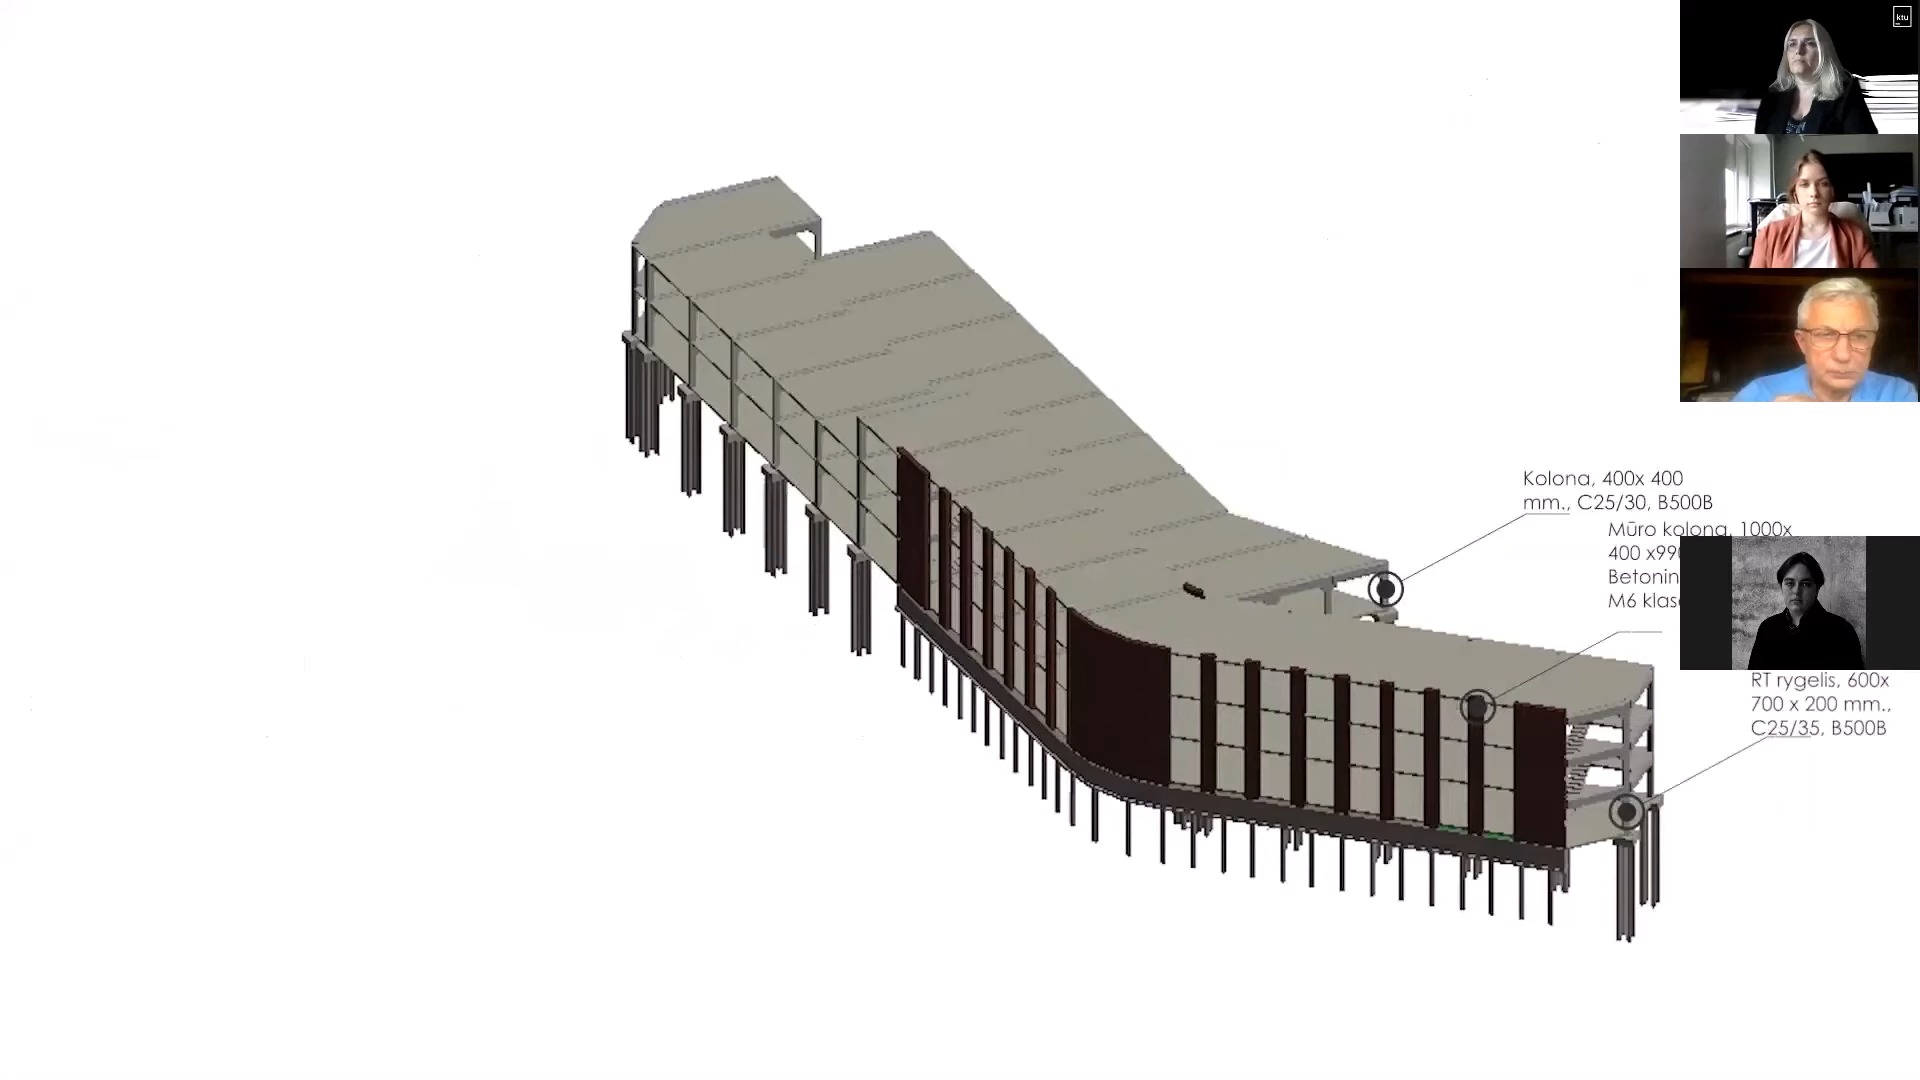 ktu
Kolona, 400x 400
mm., C25/30, B500B
Mūro kolona, 1000x
400 x99
Betonin
M6 klas
RT rygelis, 600x
700 x 200 mm.,
C25/35, B500B